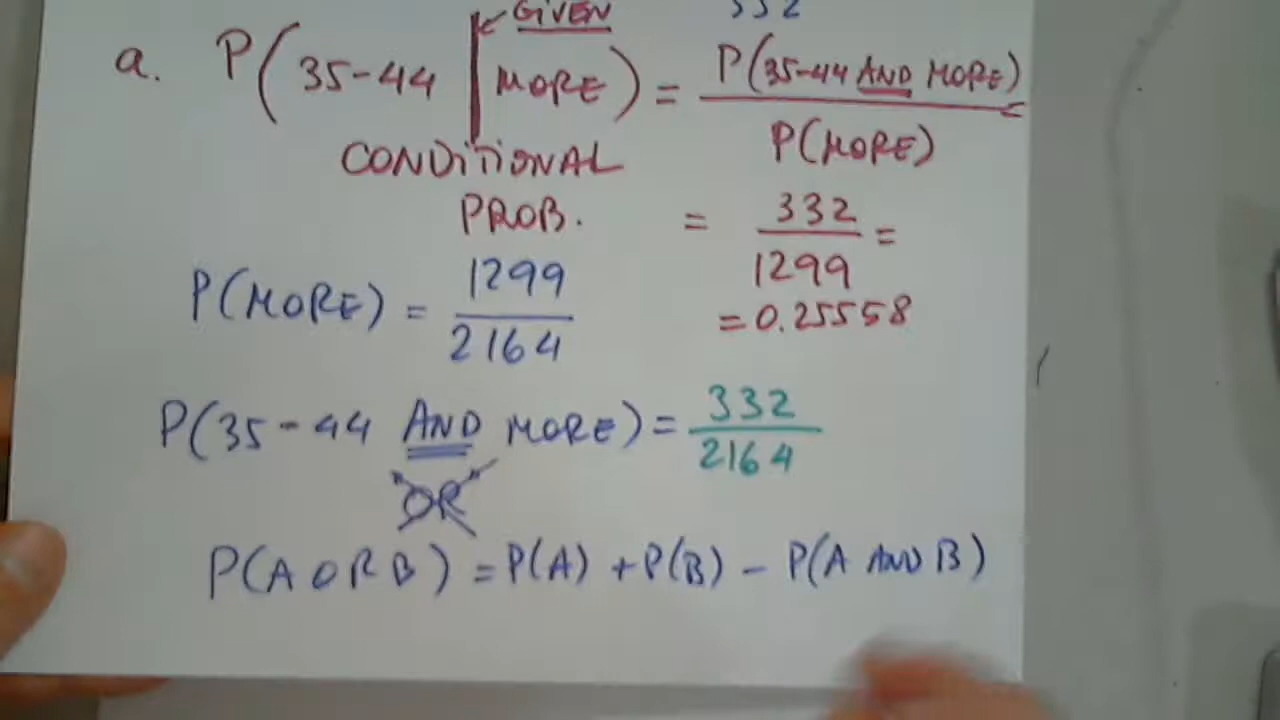 GIVEN
332
a. P(35-44 | MORE) = P(35-44 AND MORE)
P(MORE)
CONDITIONAL
PROB.
= 332 =
1299
= 0.25558
P(MORE) = 1299
2164
P(35-44 AND MORE) = 332
2164
"OR"
P(A OR B) = P(A) + P(B) - P(A AND B)